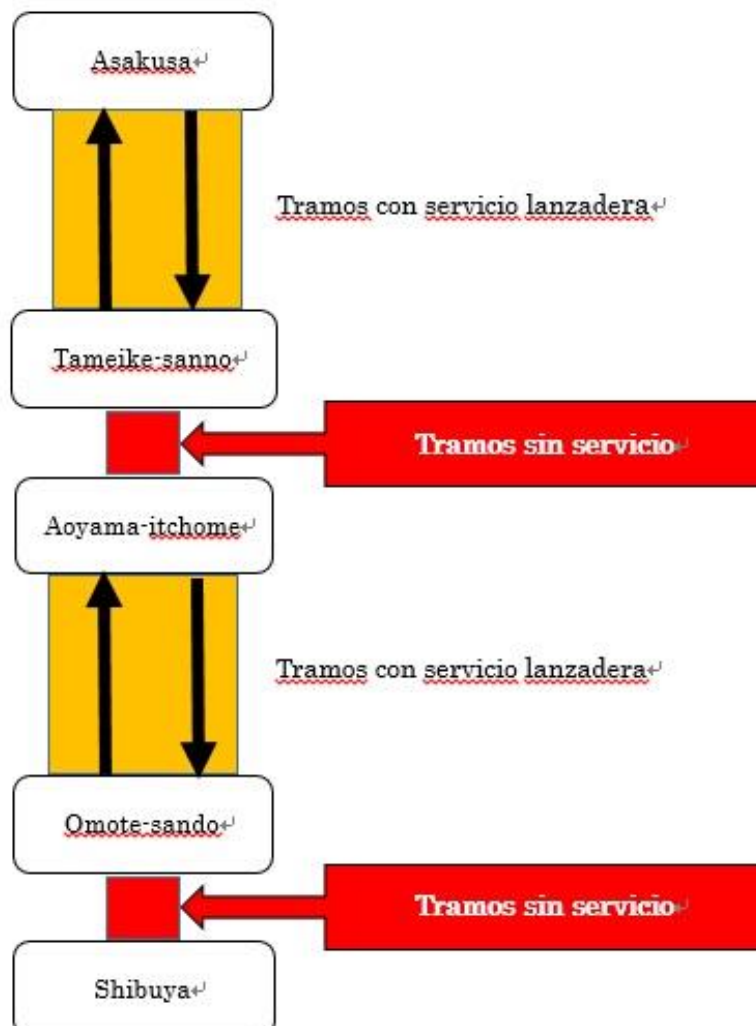 Asakusa
Tramos con servicio lanzadera
Tameike-sanno
Tramos sin servicio
Aoyama-itchome
Tramos con servicio lanzadera
Omote-sando
Tramos sin servicio
Shibuya